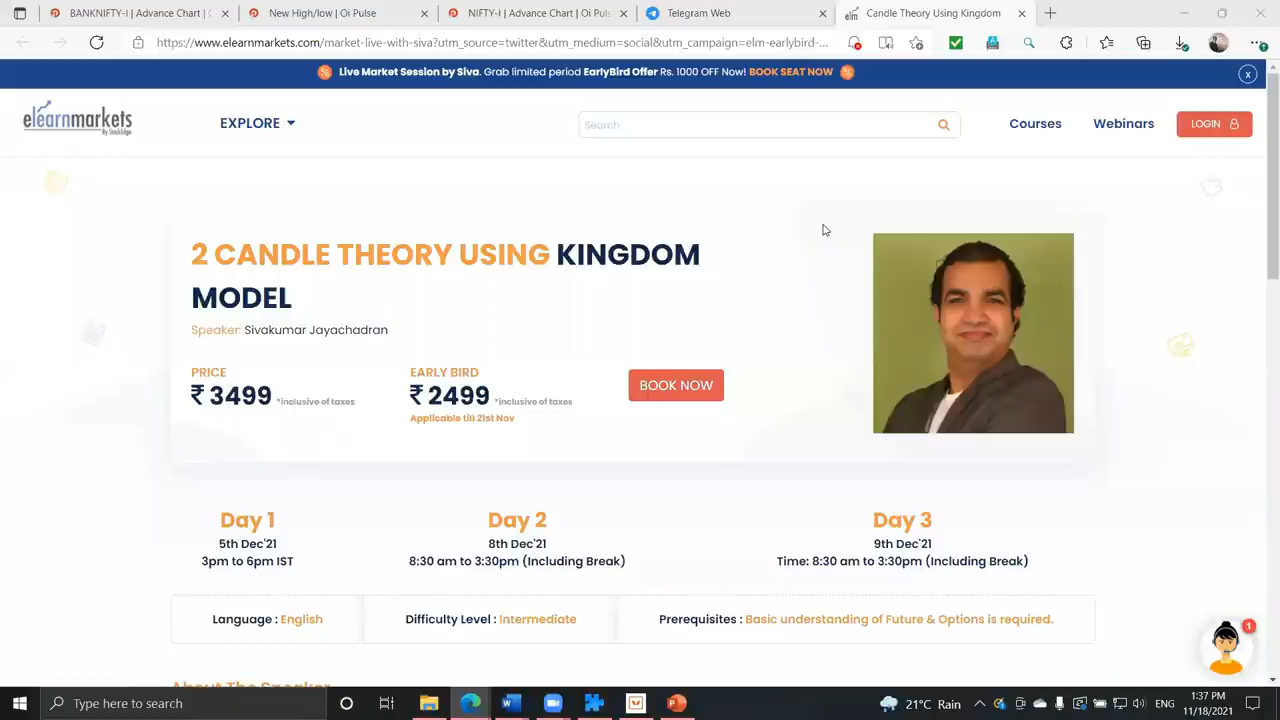 BANKNIFTY-I | Advance Chart | O
New High/low | Oi Pulse
NIFTY-I | Advance Chart | Oi Puls
Telegram Web
Candle Theory Using Kingdom
https://www.elearnmarkets.com/market-live-with-siva?utm_source=twitter&utm_medium=social&utm_campaign=elm-earlybird-...
Live Market Session by Siva. Grab limited period EarlyBird Offer Rs. 1000 OFF Now! BOOK SEAT NOW
x
elearnmarkets
By StockEdge
EXPLORE
Search
Courses
Webinars
LOGIN
2 CANDLE THEORY USING KINGDOM
MODEL
Speaker: Sivakumar Jayachadran
PRICE
₹ 3499 *inclusive of taxes
EARLY BIRD
₹ 2499 *inclusive of taxes
Applicable till 21st Nov
BOOK NOW
Day 1
5th Dec'21
3pm to 6pm IST
Day 2
8th Dec'21
8:30 am to 3:30pm (Including Break)
Day 3
9th Dec'21
Time: 8:30 am to 3:30pm (Including Break)
Language : English
Difficulty Level : Intermediate
Prerequisites : Basic understanding of Future & Options is required.
About The Speaker
1
Type here to search
21°C Rain
ENG
1:37 PM
11/18/2021